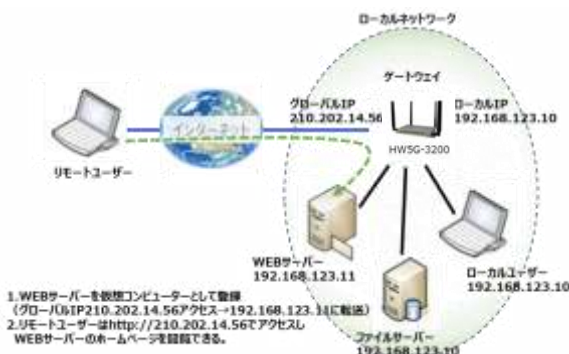 ローカルネットワーク
ゲートウェイ
グローバルIP
210.202.14.56
ローカルIP
192.168.123.10
インターネット
HW5G-3200
リモートユーザー
WEBサーバー
192.168.123.11
ローカルユーザー
192.168.123.10
ファイルサーバー
192.168.123.10
1.WEBサーバーを仮想コンピューターとして登録
（グローバルIP210.202.14.56アクセス→192.168.123.11に転送）
2.リモートユーザーはhttp://210.202.14.56でアクセスし
WEBサーバーのホームページを閲覧できる。